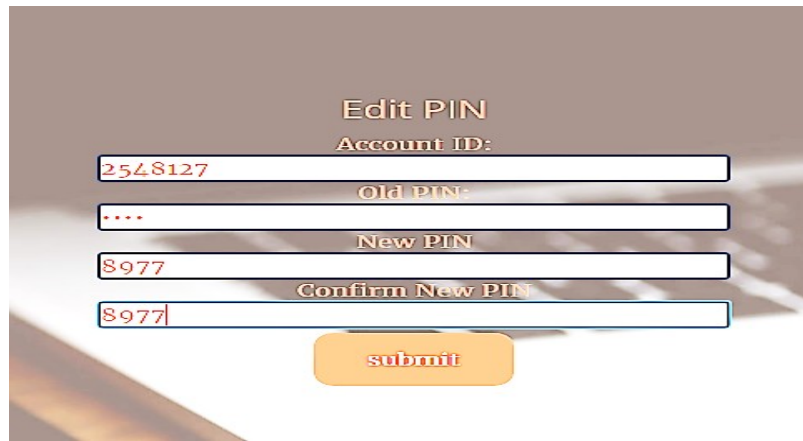 Edit PIN
Account ID:
2548127
Old PIN:
....
New PIN
8977
Confirm New PIN
8977
submit